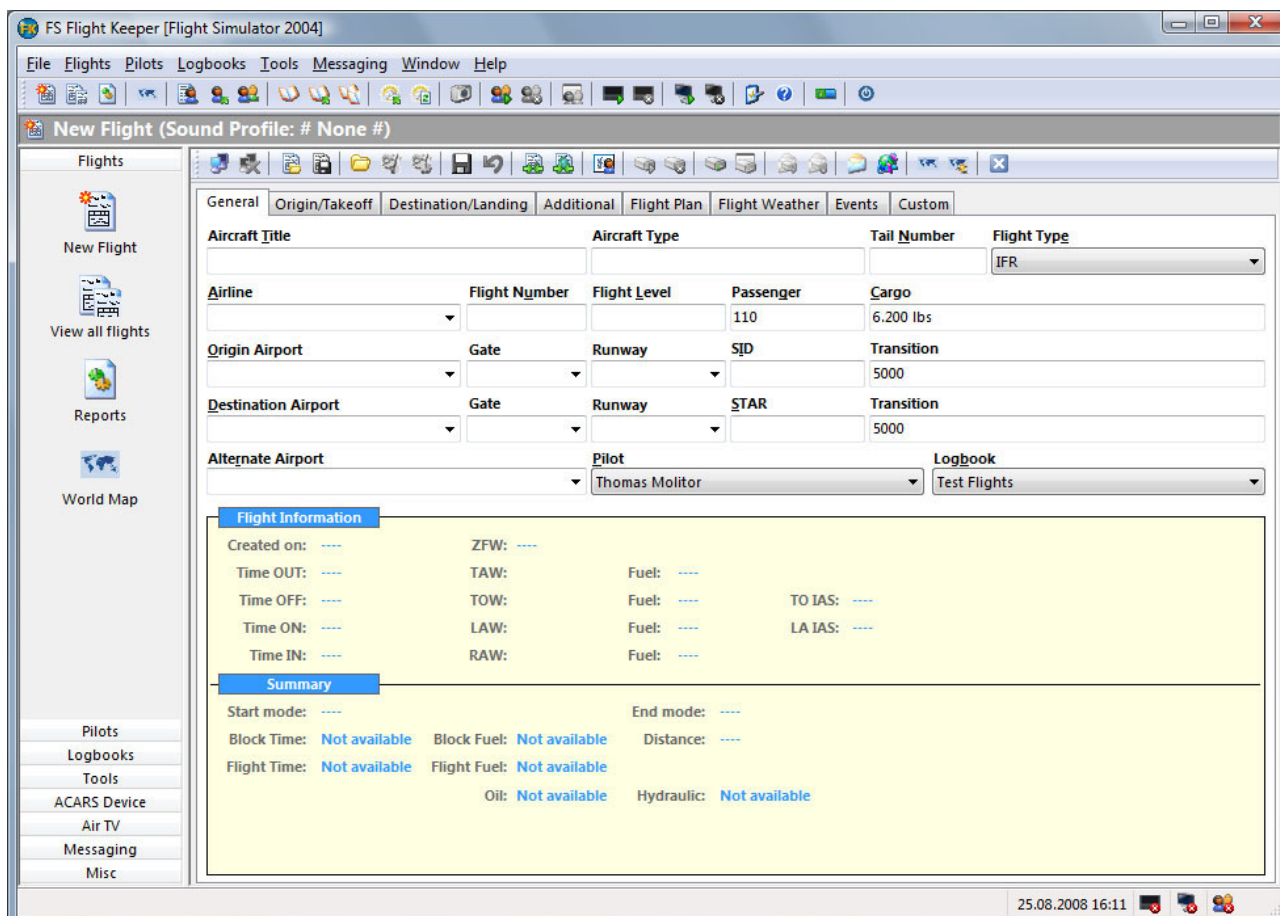 FS Flight Keeper [Flight Simulator 2004]
File Flights Pilots Logbooks Tools Messaging Window Help
New Flight (Sound Profile: # None #)
Flights
New Flight
View all flights
Reports
World Map
Pilots
Logbooks
Tools
ACARS Device
Air TV
Messaging
Misc
General Origin/Takeoff Destination/Landing Additional Flight Plan Flight Weather Events Custom
Aircraft Title Aircraft Type Tail Number Flight Type
IFR
Airline Flight Number Flight Level Passenger Cargo
110 6.200 lbs
Origin Airport Gate Runway SID Transition
5000
Destination Airport Gate Runway STAR Transition
5000
Alternate Airport Pilot Logbook
Thomas Molitor Test Flights
Flight Information
Created on: ---- ZFW: ----
Time OUT: ---- TAW: Fuel: ----
Time OFF: ---- TOW: Fuel: ---- TO IAS: ----
Time ON: ---- LAW: Fuel: ---- LA IAS: ----
Time IN: ---- RAW: Fuel: ----
Summary
Start mode: ---- End mode: ----
Block Time: Not available Block Fuel: Not available Distance: ----
Flight Time: Not available Flight Fuel: Not available
Oil: Not available Hydraulic: Not available
25.08.2008 16:11